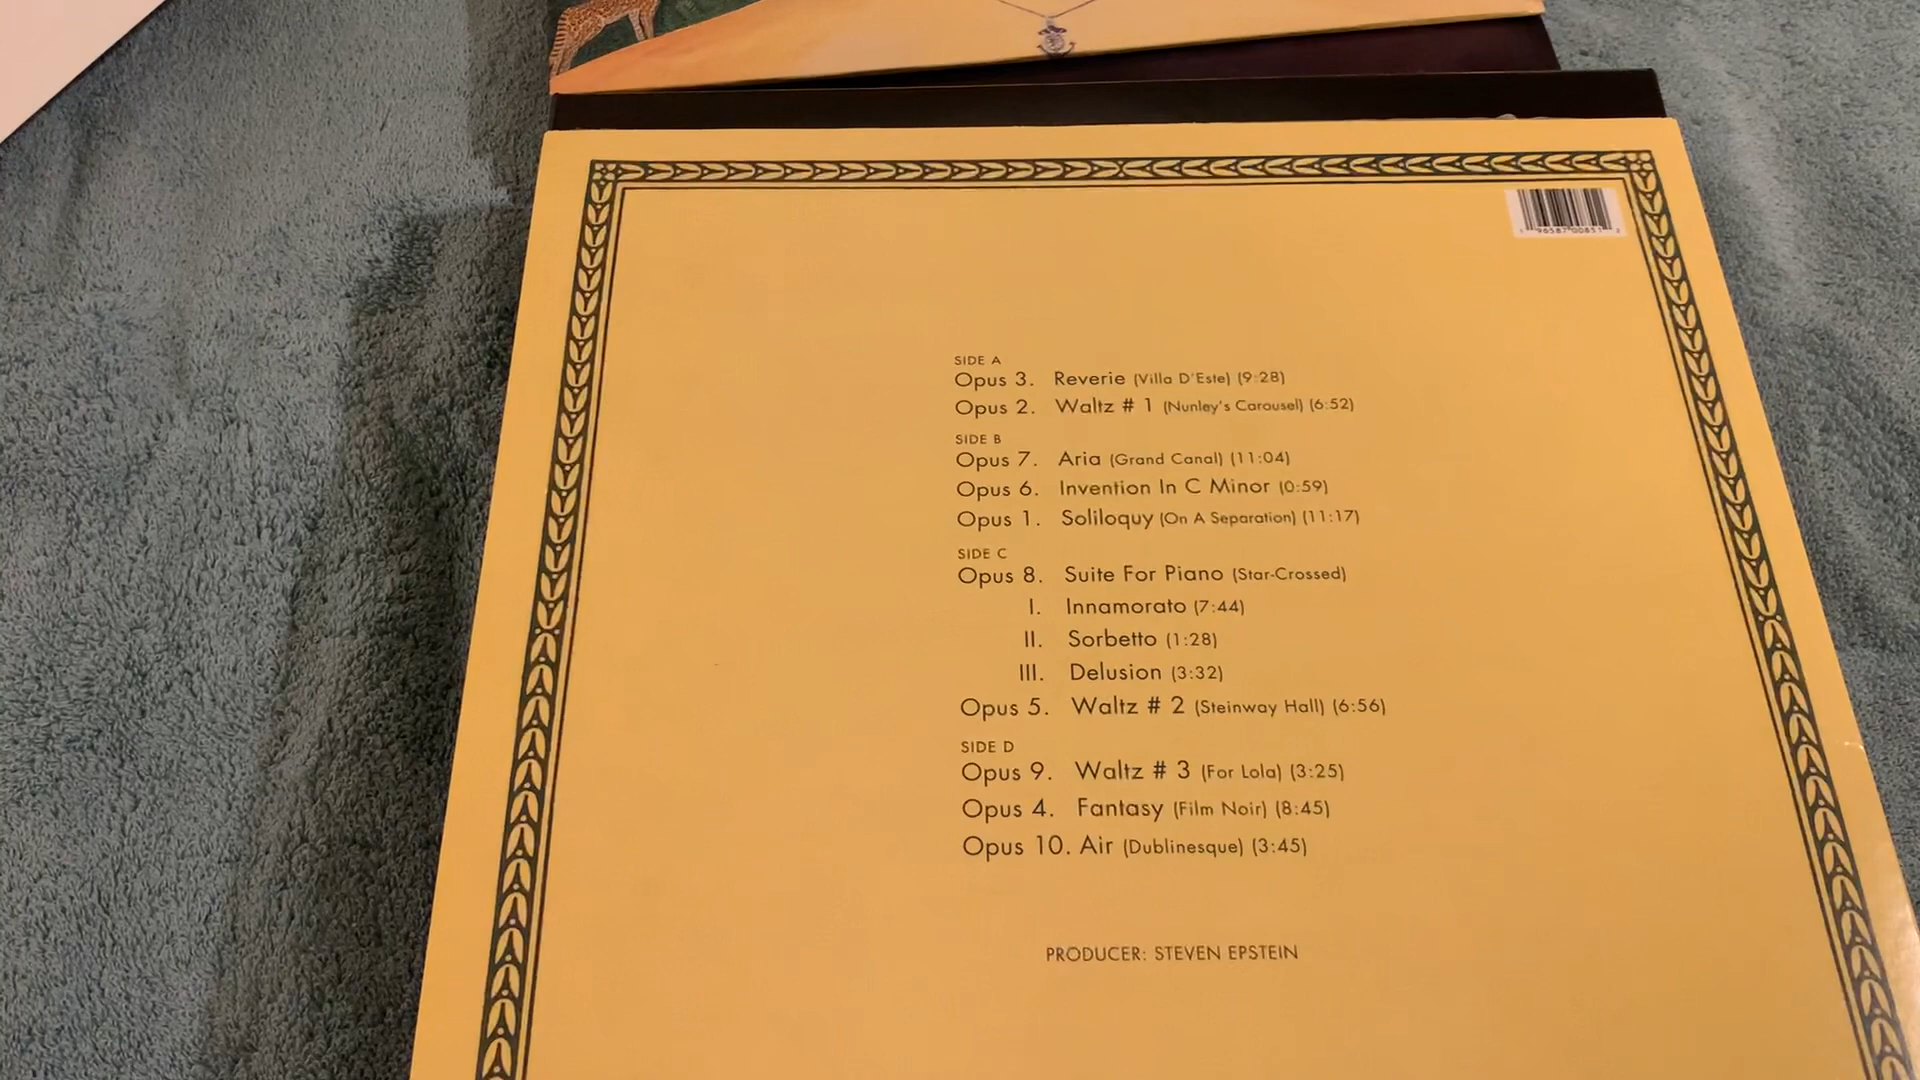 1 96587 00851 2
SIDE A
Opus 3. Reverie (Villa D'Este) (9:28)
Opus 2. Waltz # 1 (Nunley's Carousel) (6:52)
SIDE B
Opus 7. Aria (Grand Canal) (11:04)
Opus 6. Invention In C Minor (0:59)
Opus 1. Soliloquy (On A Separation) (11:17)
SIDE C
Opus 8. Suite For Piano (Star-Crossed)
I. Innamorato (7:44)
II. Sorbetto (1:28)
III. Delusion (3:32)
Opus 5. Waltz # 2 (Steinway Hall) (6:56)
SIDE D
Opus 9. Waltz # 3 (For Lola) (3:25)
Opus 4. Fantasy (Film Noir) (8:45)
Opus 10. Air (Dublinesque) (3:45)
PRODUCER: STEVEN EPSTEIN